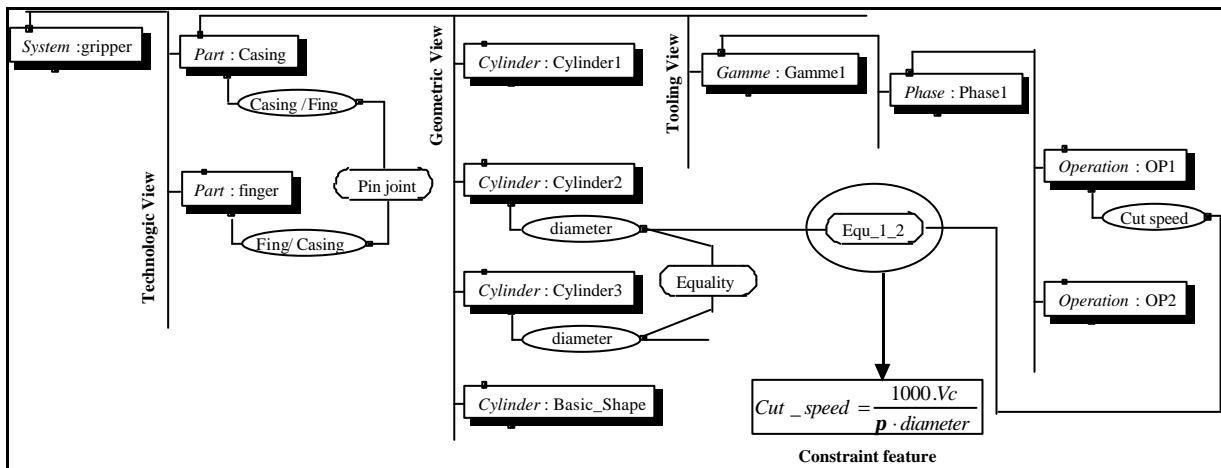 System :gripper
Technologic View
Part : Casing
Casing /Fing
Pin joint
Part : finger
Fing/ Casing
Geometric View
Cylinder : Cylinder1
Cylinder : Cylinder2
diameter
Equality
Cylinder : Cylinder3
diameter
Cylinder : Basic_Shape
Tooling View
Gamme : Gamme1
Phase : Phase1
Operation : OP1
Cut speed
Operation : OP2
Equ_1_2
Cut _ speed = 1000.Vc / p · diameter
Constraint feature